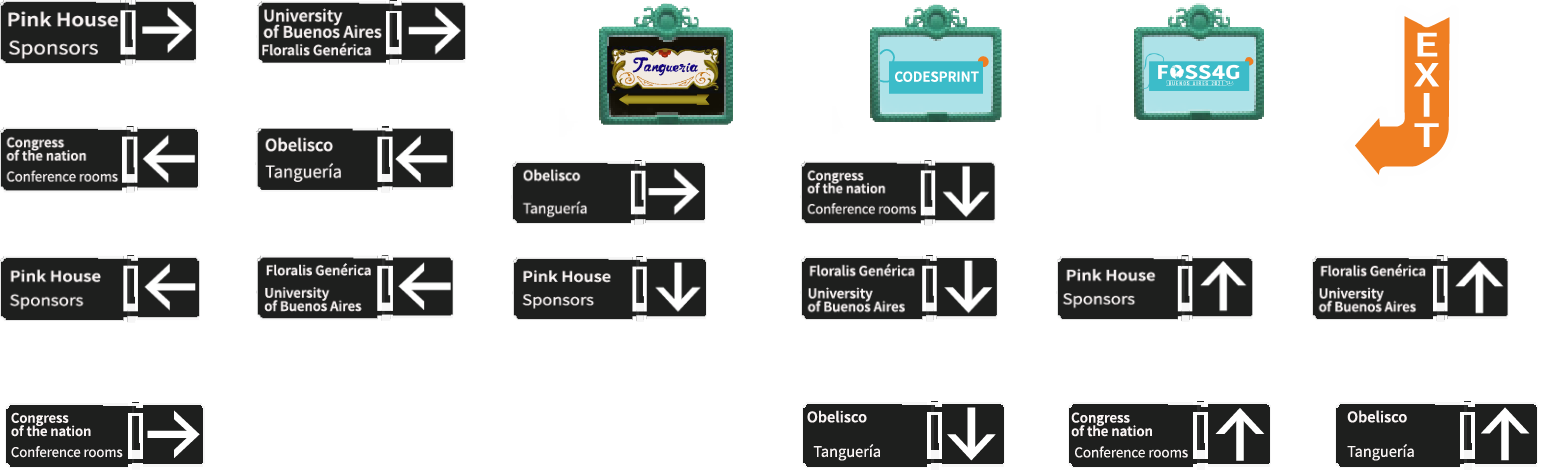 Pink House
Sponsors
University
of Buenos Aires
Floralis Genérica
Tanguería
CODESPRINT
FOSS4G
BUENOS AIRES 2021
EXIT
Congress
of the nation
Conference rooms
Obelisco
Tanguería
Obelisco
Tanguería
Congress
of the nation
Conference rooms
Pink House
Sponsors
Floralis Genérica
University
of Buenos Aires
Pink House
Sponsors
Floralis Genérica
University
of Buenos Aires
Pink House
Sponsors
Floralis Genérica
University
of Buenos Aires
Congress
of the nation
Conference rooms
Obelisco
Tanguería
Congress
of the nation
Conference rooms
Obelisco
Tanguería